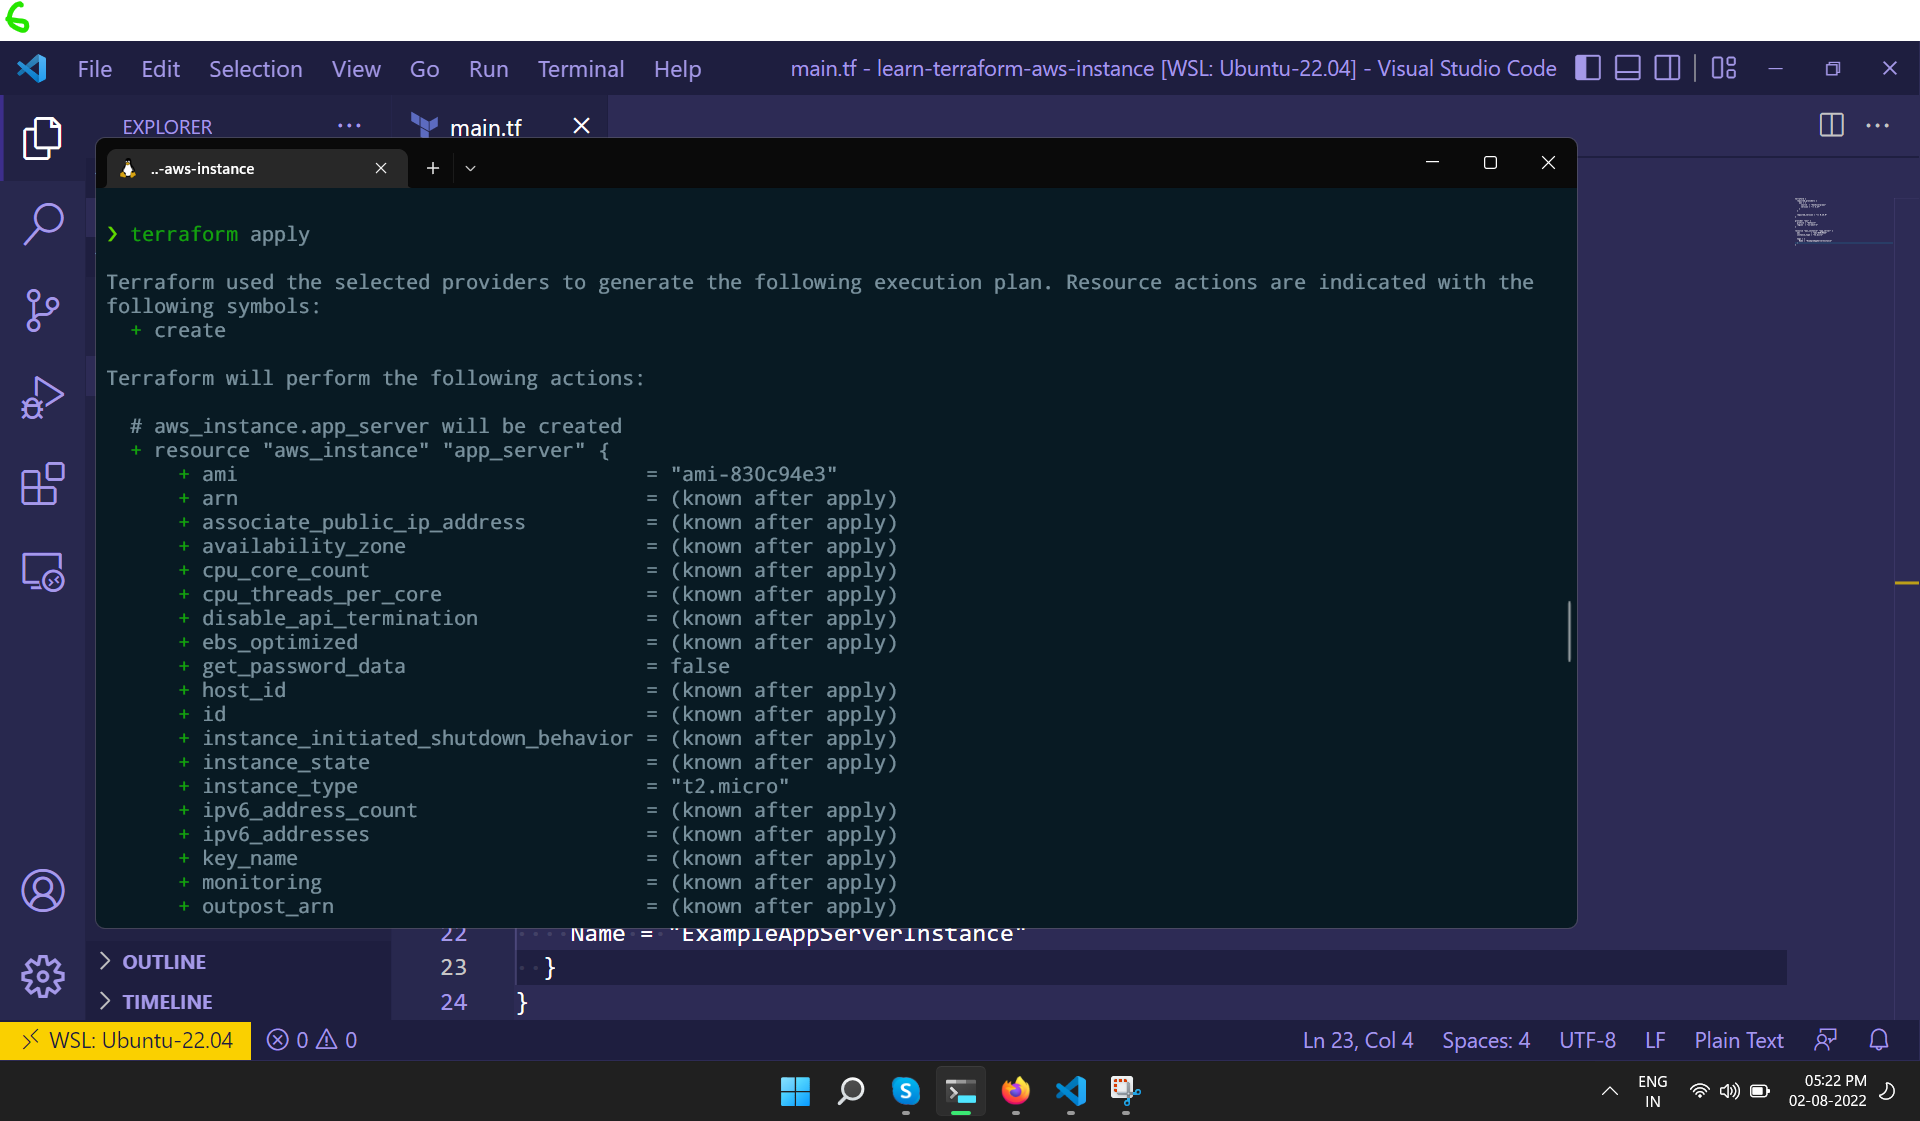 6
File Edit Selection View Go Run Terminal Help main.tf - learn-terraform-aws-instance [WSL: Ubuntu-22.04] - Visual Studio Code
EXPLORER ··· main.tf
..-aws-instance
❯ terraform apply
Terraform used the selected providers to generate the following execution plan. Resource actions are indicated with the
following symbols:
+ create
Terraform will perform the following actions:
# aws_instance.app_server will be created
+ resource "aws_instance" "app_server" {
+ ami = "ami-830c94e3"
+ arn = (known after apply)
+ associate_public_ip_address = (known after apply)
+ availability_zone = (known after apply)
+ cpu_core_count = (known after apply)
+ cpu_threads_per_core = (known after apply)
+ disable_api_termination = (known after apply)
+ ebs_optimized = (known after apply)
+ get_password_data = false
+ host_id = (known after apply)
+ id = (known after apply)
+ instance_initiated_shutdown_behavior = (known after apply)
+ instance_state = (known after apply)
+ instance_type = "t2.micro"
+ ipv6_address_count = (known after apply)
+ ipv6_addresses = (known after apply)
+ key_name = (known after apply)
+ monitoring = (known after apply)
+ outpost_arn = (known after apply)
22 Name = "ExampleAppServerInstance"
23 }
24 }
OUTLINE
TIMELINE
WSL: Ubuntu-22.04 0 0 Ln 23, Col 4 Spaces: 4 UTF-8 LF Plain Text
ENG
IN
05:22 PM
02-08-2022